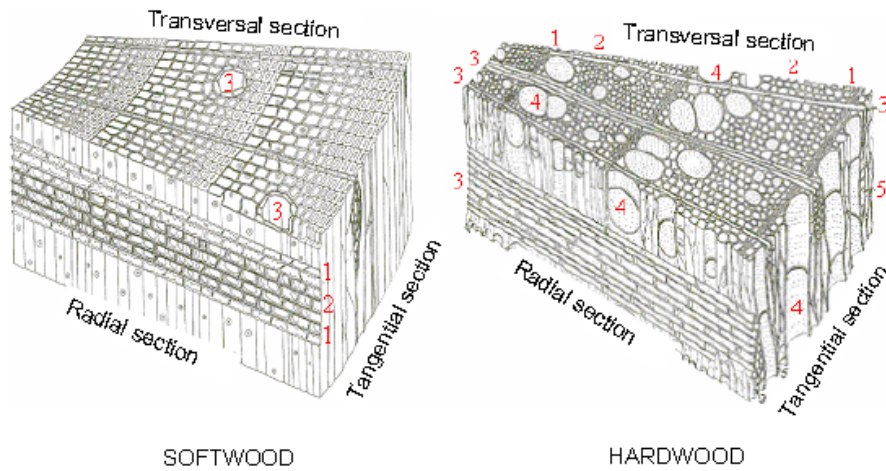 Transversal section
3
3
1
2
1
Radial section
Tangential section
SOFTWOOD
Transversal section
1
2
4
2
1
3
3
4
3
3
4
5
4
3
Radial section
Tangential section
HARDWOOD